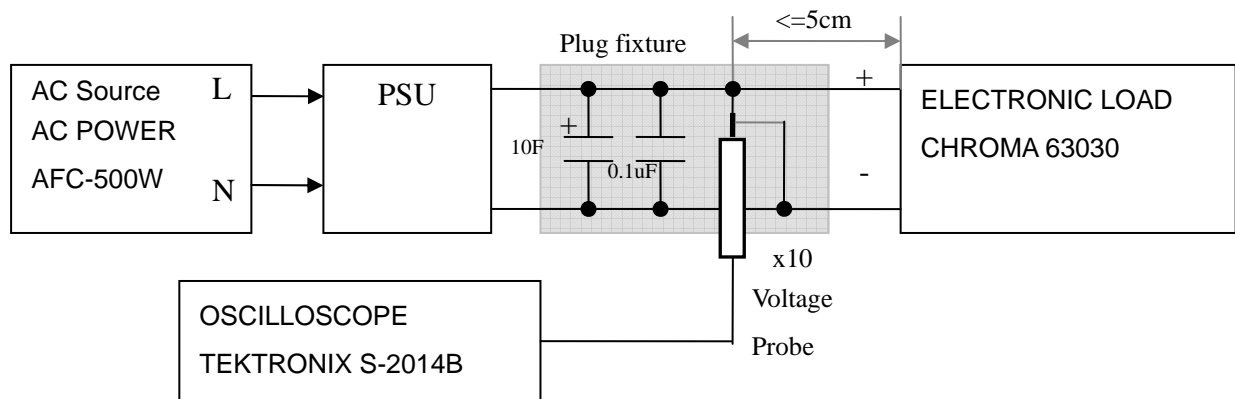 <=5cm
Plug fixture
AC Source
L
AC POWER
AFC-500W
N
PSU
+
10F
0.1uF
+
-
ELECTRONIC LOAD
CHROMA 63030
x10
Voltage
Probe
OSCILLOSCOPE
TEKTRONIX S-2014B